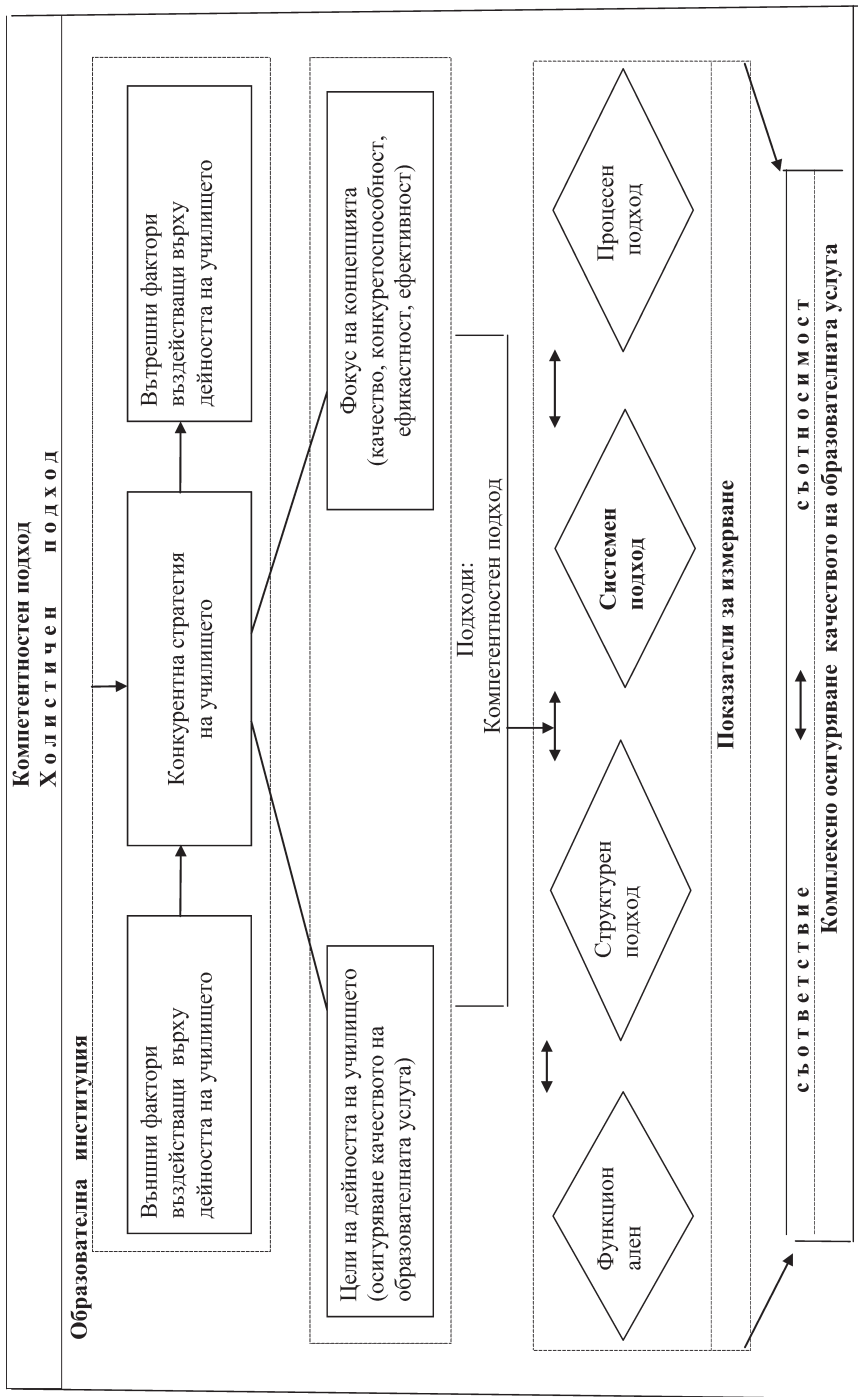 Компетентностен подход
Холистичен подход
Образователна институция
Външни фактори
въздействащи върху
дейността на училището
Конкурентна стратегия
на училището
Вътрешни фактори
въздействащи върху
дейността на училището
Цели на дейността на училището
(осигуряване качеството на
образователната услуга)
Фокус на концепцията
(качество, конкуретоспособност,
ефикастност, ефективност)
Подходи:
Компетентностен подход
Функцион
ален
Структурен
подход
Системен
подход
Процесен
подход
Показатели за измерване
съответствие съотносимост
Комплексно осигуряване качеството на образователната услуга